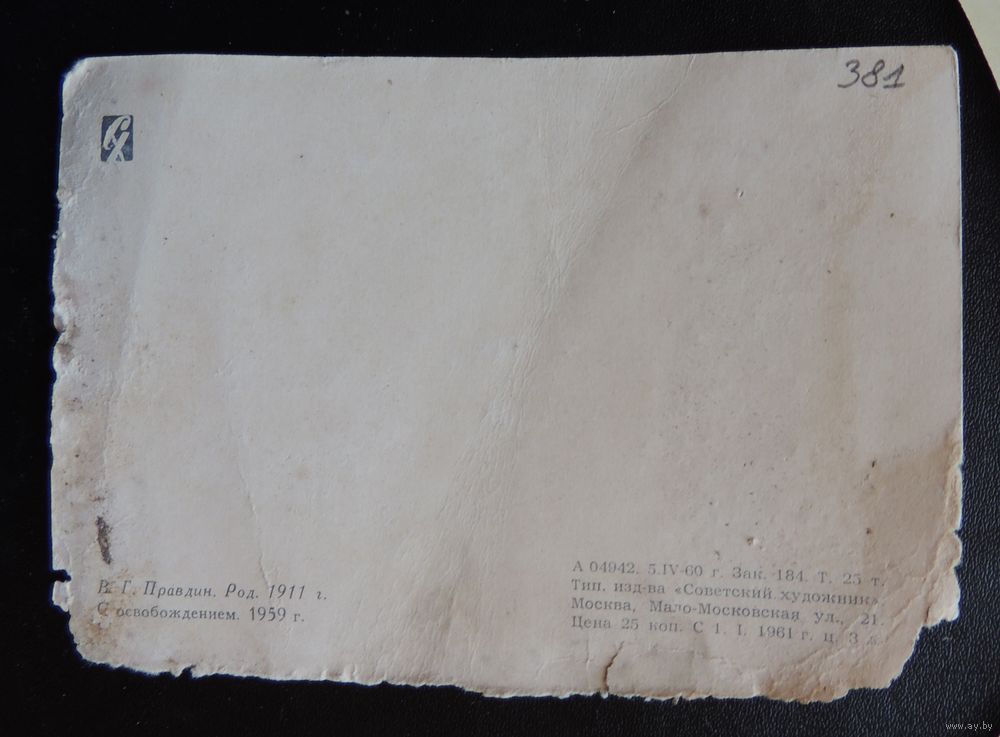 381
СХ
В. Г. Правдин. Род. 1911 г.
С освобождением. 1959 г.
А 04942. 5.IV-60 г. Зак. 184. Т. 25 т.
Тип. изд-ва «Советский художник»
Москва, Мало-Московская ул., 21.
Цена 25 коп. С 1. I. 1961 г. ц. 3 к.
www.ay.by